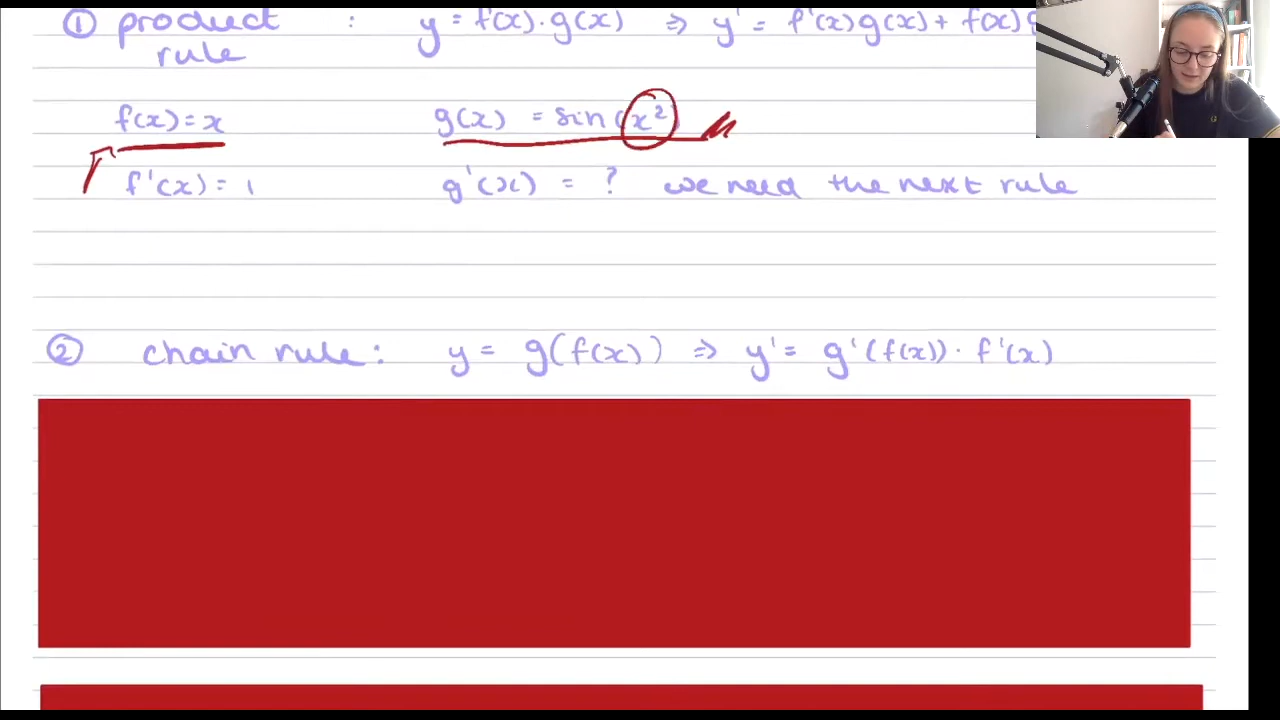 ① product rule : y = f(x) · g(x) ⇒ y' = f'(x)g(x) + f(x)
f(x) = x g(x) = sin(x²)
f'(x) = 1 g'(x) = ? we need the next rule
② chain rule: y = g(f(x)) ⇒ y' = g'(f(x)) · f'(x)